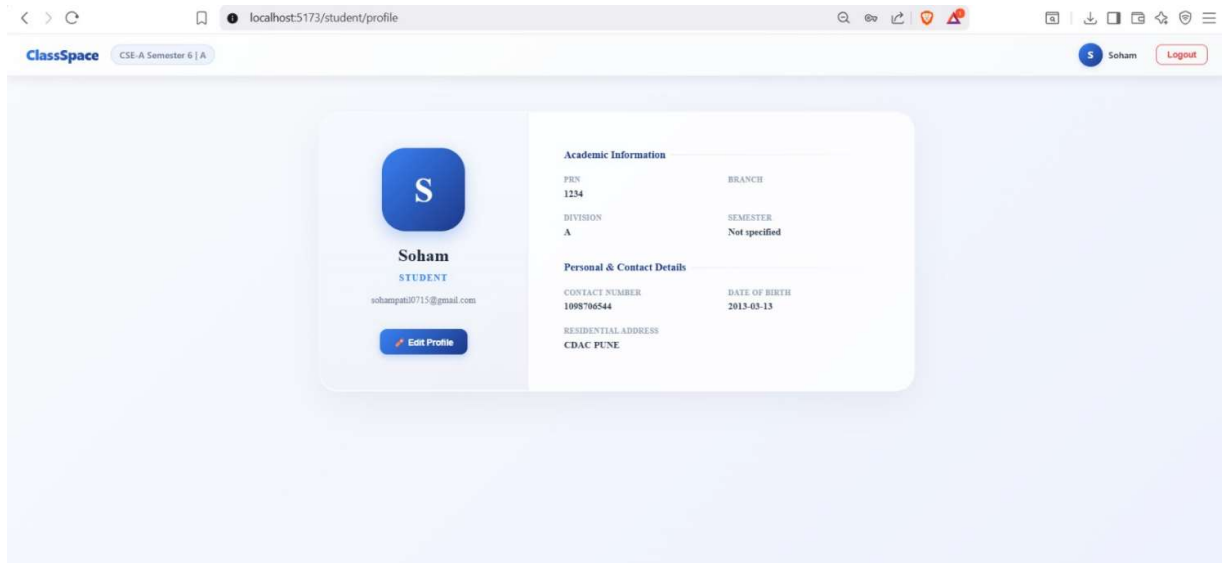 localhost:5173/student/profile
ClassSpace
CSE-A Semester 6 | A
S
Soham
Logout
S
Soham
STUDENT
sohampatil0715@gmail.com
Edit Profile
Academic Information
PRN
BRANCH
1234
DIVISION
SEMESTER
A
Not specified
Personal & Contact Details
CONTACT NUMBER
DATE OF BIRTH
1098706544
2013-03-13
RESIDENTIAL ADDRESS
CDAC PUNE